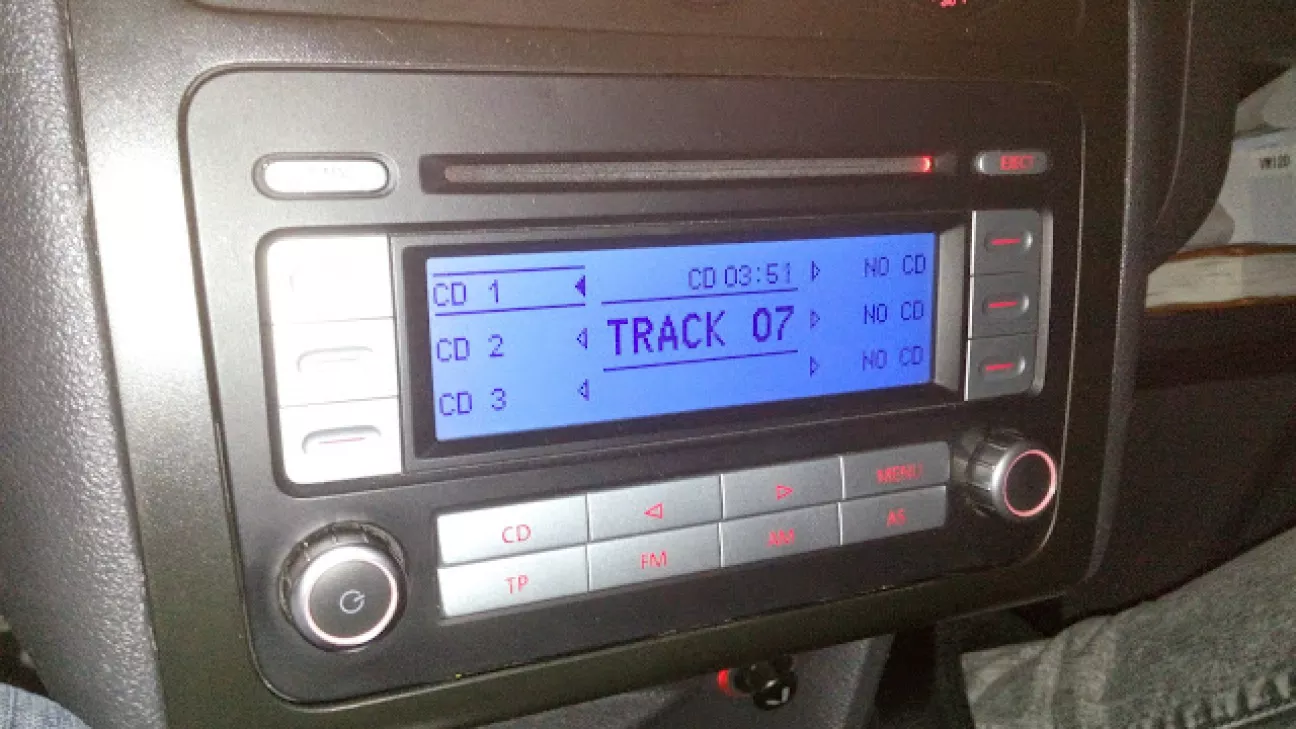 EJECT
VW100
CD 1
CD 03:51
NO CD
CD 2
TRACK 07
NO CD
CD 3
NO CD
CD
MENU
TP
FM
AM
AS